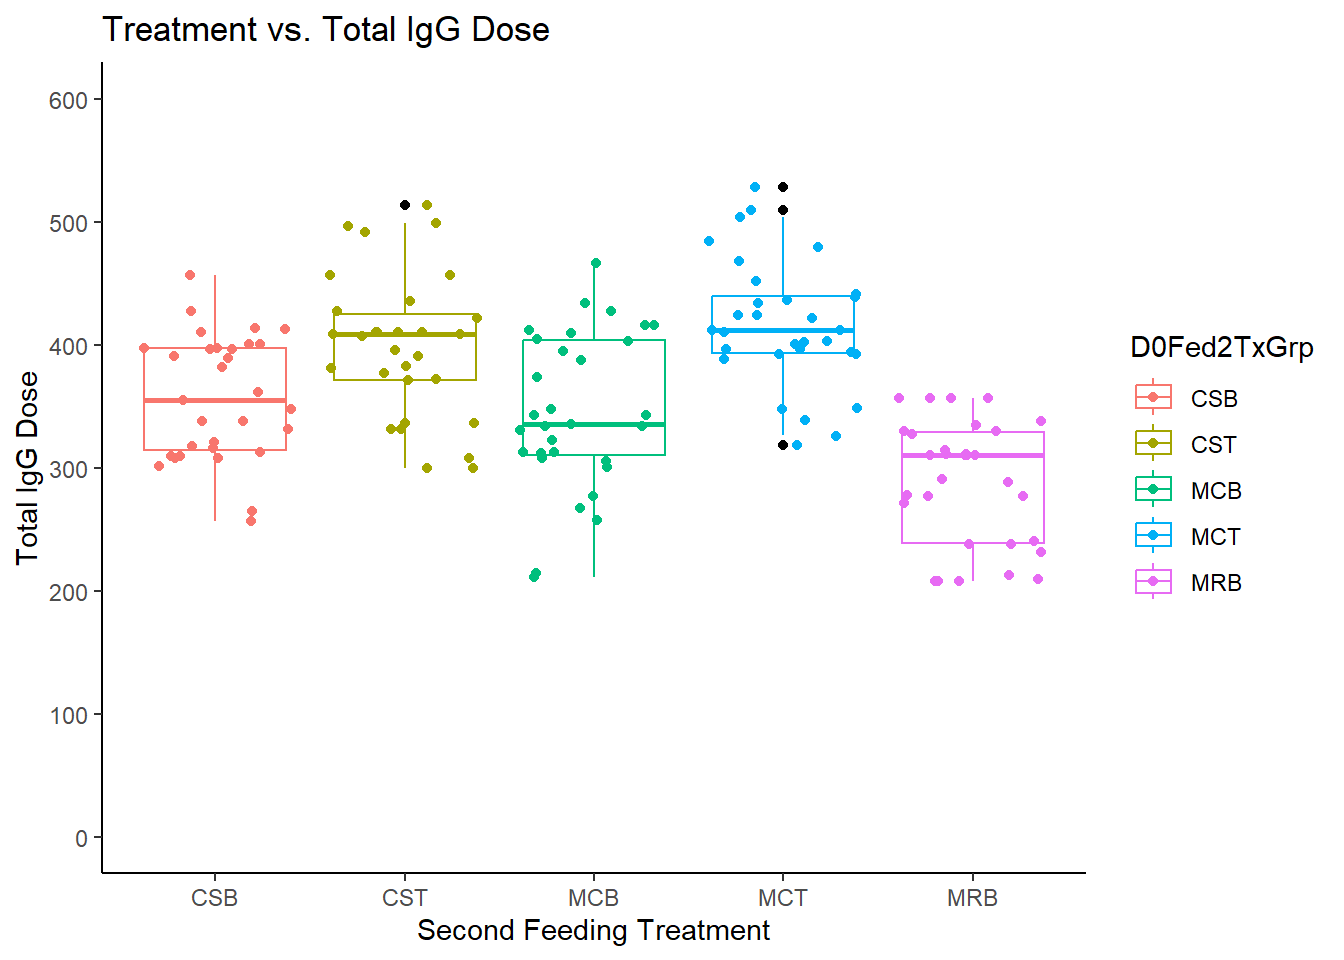 Treatment vs. Total IgG Dose
600
500
400
300
200
100
0
Total IgG Dose
CSB CST MCB MCT MRB
Second Feeding Treatment
D0Fed2TxGrp
CSB
CST
MCB
MCT
MRB